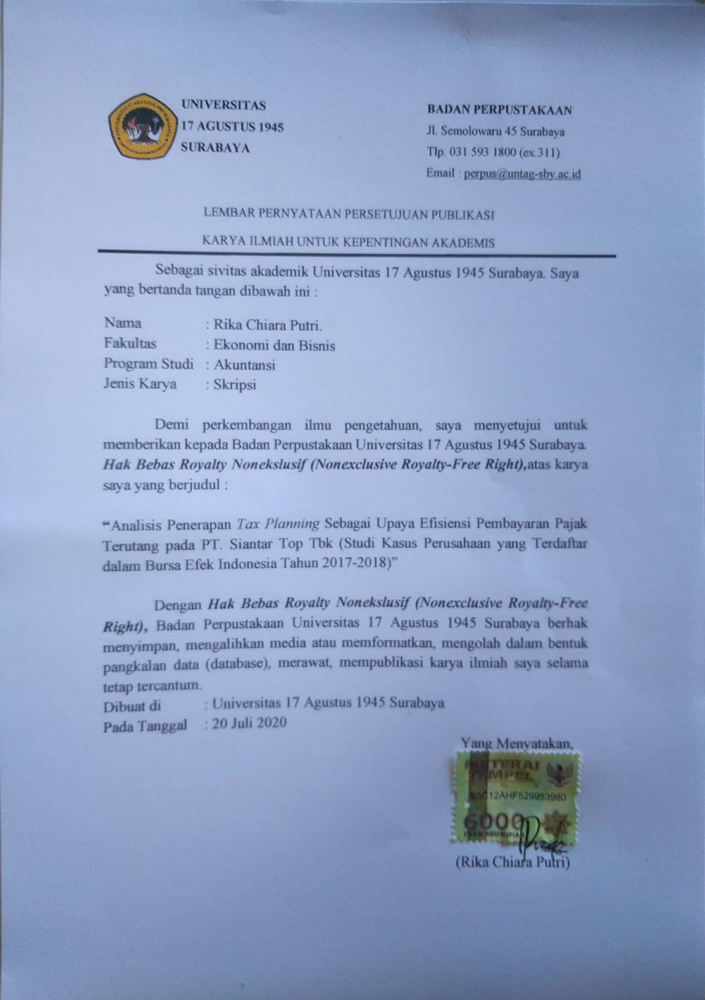 UNIVERSITAS
17 AGUSTUS 1945
SURABAYA
BADAN PERPUSTAKAAN
Jl. Semolowaru 45 Surabaya
Tlp. 031 593 1800 (ex.311)
Email : perpus@untag-sby.ac.id
LEMBAR PERNYATAAN PERSETUJUAN PUBLIKASI
KARYA ILMIAH UNTUK KEPENTINGAN AKADEMIS
Sebagai sivitas akademik Universitas 17 Agustus 1945 Surabaya. Saya
yang bertanda tangan dibawah ini :
Nama : Rika Chiara Putri.
Fakultas : Ekonomi dan Bisnis
Program Studi : Akuntansi
Jenis Karya : Skripsi
Demi perkembangan ilmu pengetahuan, saya menyetujui untuk
memberikan kepada Badan Perpustakaan Universitas 17 Agustus 1945 Surabaya
Hak Bebas Royalty Nonekslusif (Nonexclusive Royalty-Free Right),atas karya
saya yang berjudul :
“Analisis Penerapan Tax Planning Sebagai Upaya Efisiensi Pembayaran Pajak
Terutang pada PT. Siantar Top Tbk (Studi Kasus Perusahaan yang Terdaftar
dalam Bursa Efek Indonesia Tahun 2017-2018)”
Dengan Hak Bebas Royalty Nonekslusif (Nonexclusive Royalty-Free
Right), Badan Perpustakaan Universitas 17 Agustus 1945 Surabaya berhak
menyimpan, mengalihkan media atau memformatkan, mengolah dalam bentuk
pangkalan data (database), merawat, mempublikasi karya ilmiah saya selama
tetap tercantum.
Dibuat di : Universitas 17 Agustus 1945 Surabaya
Pada Tanggal : 20 Juli 2020
Yang Menyatakan,
METERAI
TEMPEL
6000
ENAM RIBU RUPIAH
(Rika Chiara Putri)